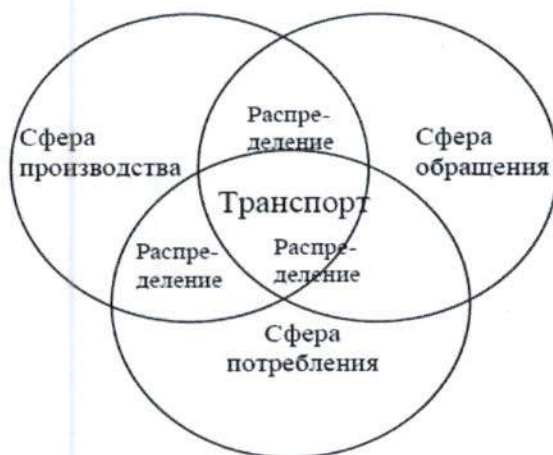 Распре-
деление
Сфера
производства
Сфера
обращения
Транспорт
Распре-
деление
Распре-
деление
Сфера
потребления